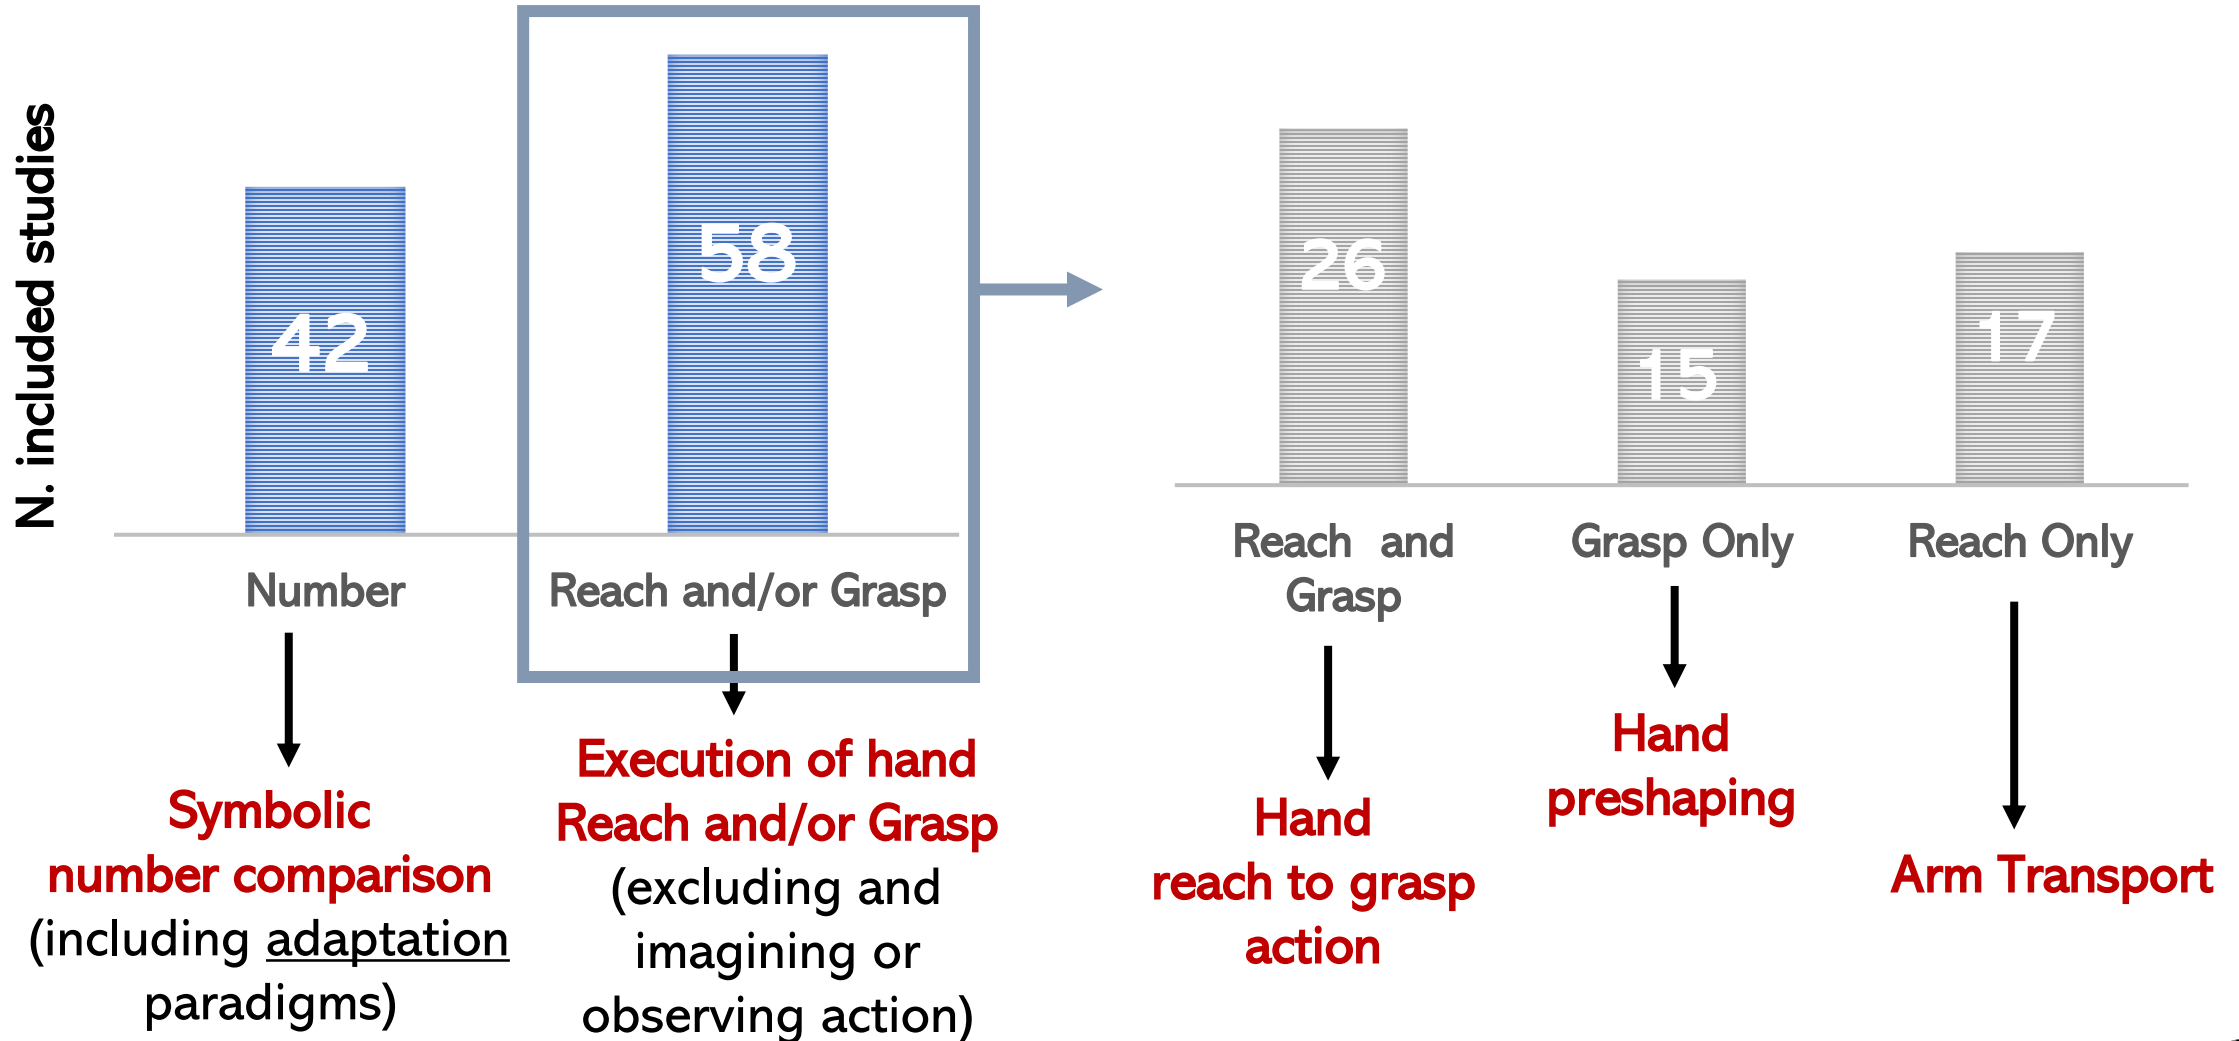 N. included studies
42
58
Number
Reach and/or Grasp
Symbolic
number comparison
(including adaptation
paradigms)
Execution of hand
Reach and/or Grasp
(excluding and
imagining or
observing action)
26
15
17
Reach and
Grasp
Grasp Only
Reach Only
Hand
reach to grasp
action
Hand
preshaping
Arm Transport